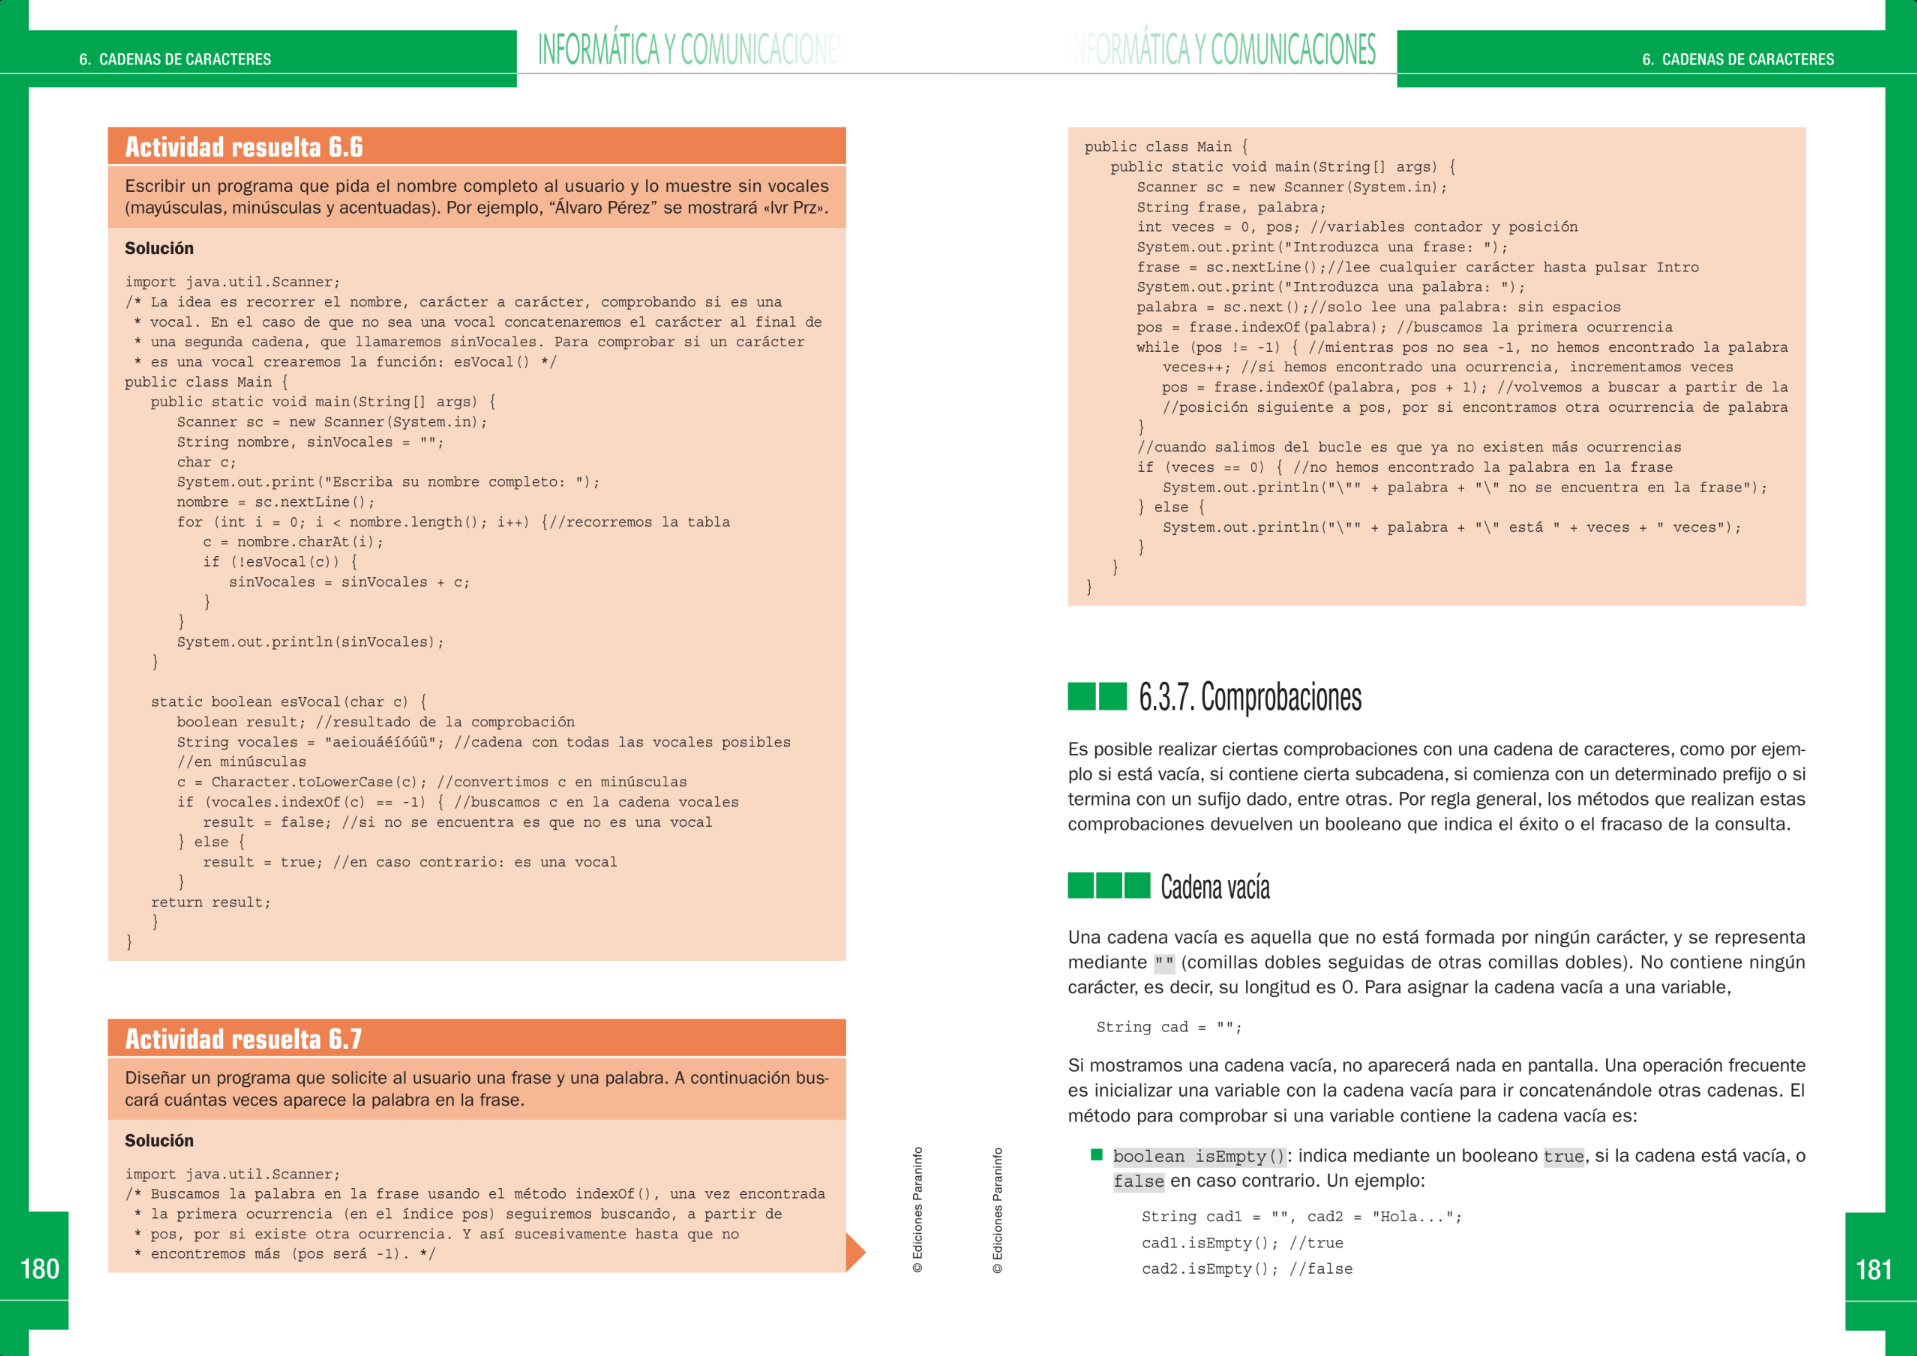 6. CADENAS DE CARACTERES
INFORMÁTICA Y COMUNICACIONES
Actividad resuelta 6.6
Escribir un programa que pida el nombre completo al usuario y lo muestre sin vocales
(mayúsculas, minúsculas y acentuadas). Por ejemplo, “Álvaro Pérez” se mostrará «lvr Prz».
Solución
import java.util.Scanner;
/* La idea es recorrer el nombre, carácter a carácter, comprobando si es una
* vocal. En el caso de que no sea una vocal concatenaremos el carácter al final de
* una segunda cadena, que llamaremos sinVocales. Para comprobar si un carácter
* es una vocal crearemos la función: esVocal() */
public class Main {
public static void main(String[] args) {
Scanner sc = new Scanner(System.in);
String nombre, sinVocales = "";
char c;
System.out.print("Escriba su nombre completo: ");
nombre = sc.nextLine();
for (int i = 0; i < nombre.length(); i++) {//recorremos la tabla
c = nombre.charAt(i);
if (!esVocal(c)) {
sinVocales = sinVocales + c;
}
}
System.out.println(sinVocales);
}
static boolean esVocal(char c) {
boolean result; //resultado de la comprobación
String vocales = "aeiouáéíóúü"; //cadena con todas las vocales posibles
//en minúsculas
c = Character.toLowerCase(c); //convertimos c en minúsculas
if (vocales.indexOf(c) == -1) { //buscamos c en la cadena vocales
result = false; //si no se encuentra es que no es una vocal
} else {
result = true; //en caso contrario: es una vocal
}
return result;
}
}
Actividad resuelta 6.7
Diseñar un programa que solicite al usuario una frase y una palabra. A continuación bus-
cará cuántas veces aparece la palabra en la frase.
Solución
import java.util.Scanner;
/* Buscamos la palabra en la frase usando el método indexOf(), una vez encontrada
* la primera ocurrencia (en el índice pos) seguiremos buscando, a partir de
* pos, por si existe otra ocurrencia. Y así sucesivamente hasta que no
* encontremos más (pos será -1). */
© Ediciones Paraninfo
180
INFORMÁTICA Y COMUNICACIONES
6. CADENAS DE CARACTERES
public class Main {
public static void main(String[] args) {
Scanner sc = new Scanner(System.in);
String frase, palabra;
int veces = 0, pos; //variables contador y posición
System.out.print("Introduzca una frase: ");
frase = sc.nextLine();//lee cualquier carácter hasta pulsar Intro
System.out.print("Introduzca una palabra: ");
palabra = sc.next();//solo lee una palabra: sin espacios
pos = frase.indexOf(palabra); //buscamos la primera ocurrencia
while (pos != -1) { //mientras pos no sea -1, no hemos encontrado la palabra
veces++; //si hemos encontrado una ocurrencia, incrementamos veces
pos = frase.indexOf(palabra, pos + 1); //volvemos a buscar a partir de la
//posición siguiente a pos, por si encontramos otra ocurrencia de palabra
}
//cuando salimos del bucle es que ya no existen más ocurrencias
if (veces == 0) { //no hemos encontrado la palabra en la frase
System.out.println("\"" + palabra + "\" no se encuentra en la frase");
} else {
System.out.println("\"" + palabra + "\" está " + veces + " veces");
}
}
}
6.3.7. Comprobaciones
Es posible realizar ciertas comprobaciones con una cadena de caracteres, como por ejem-
plo si está vacía, si contiene cierta subcadena, si comienza con un determinado prefijo o si
termina con un sufijo dado, entre otras. Por regla general, los métodos que realizan estas
comprobaciones devuelven un booleano que indica el éxito o el fracaso de la consulta.
Cadena vacía
Una cadena vacía es aquella que no está formada por ningún carácter, y se representa
mediante "" (comillas dobles seguidas de otras comillas dobles). No contiene ningún
carácter, es decir, su longitud es 0. Para asignar la cadena vacía a una variable,
String cad = "";
Si mostramos una cadena vacía, no aparecerá nada en pantalla. Una operación frecuente
es inicializar una variable con la cadena vacía para ir concatenándole otras cadenas. El
método para comprobar si una variable contiene la cadena vacía es:
boolean isEmpty(): indica mediante un booleano true, si la cadena está vacía, o
false en caso contrario. Un ejemplo:
String cad1 = "", cad2 = "Hola...";
cad1.isEmpty(); //true
cad2.isEmpty(); //false
© Ediciones Paraninfo
181